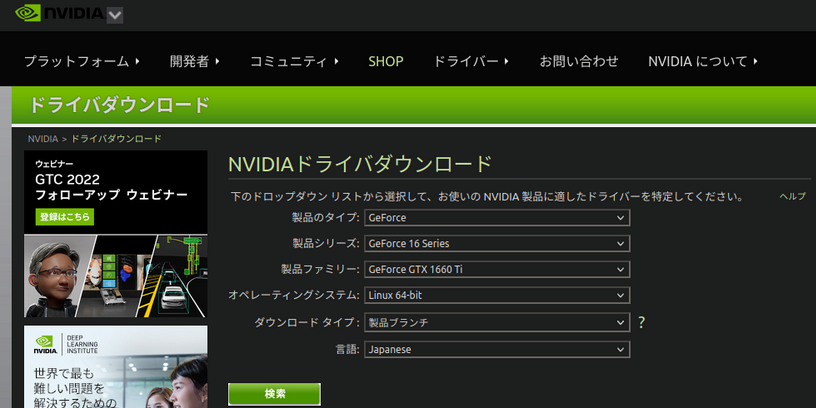 NVIDIA
プラットフォーム 開発者 コミュニティ SHOP ドライバー お問い合わせ NVIDIA について
ドライバダウンロード
NVIDIA > ドライバダウンロード
ウェビナー
GTC 2022
フォローアップ ウェビナー
登録はこちら
NVIDIA. DEEP LEARNING INSTITUTE
世界で最も
難しい問題を
解決するための
NVIDIAドライバダウンロード
下のドロップダウン リストから選択して、お使いの NVIDIA 製品に適したドライバーを特定してください。 ヘルプ
製品のタイプ: GeForce
製品シリーズ: GeForce 16 Series
製品ファミリー: GeForce GTX 1660 Ti
オペレーティングシステム: Linux 64-bit
ダウンロード タイプ : 製品ブランチ ?
言語: Japanese
検索